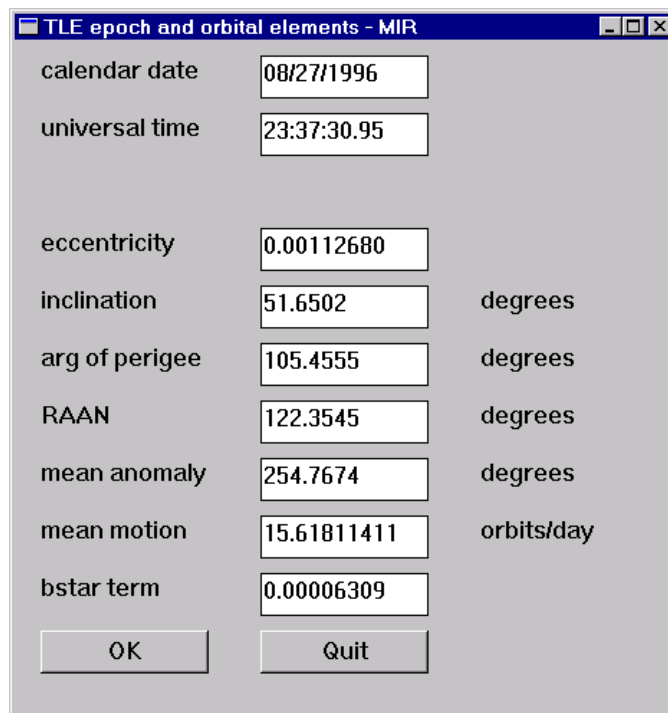 TLE epoch and orbital elements - MIR
calendar date 08/27/1996
universal time 23:37:30.95
eccentricity 0.00112680
inclination 51.6502 degrees
arg of perigee 105.4555 degrees
RAAN 122.3545 degrees
mean anomaly 254.7674 degrees
mean motion 15.61811411 orbits/day
bstar term 0.00006309
OK Quit